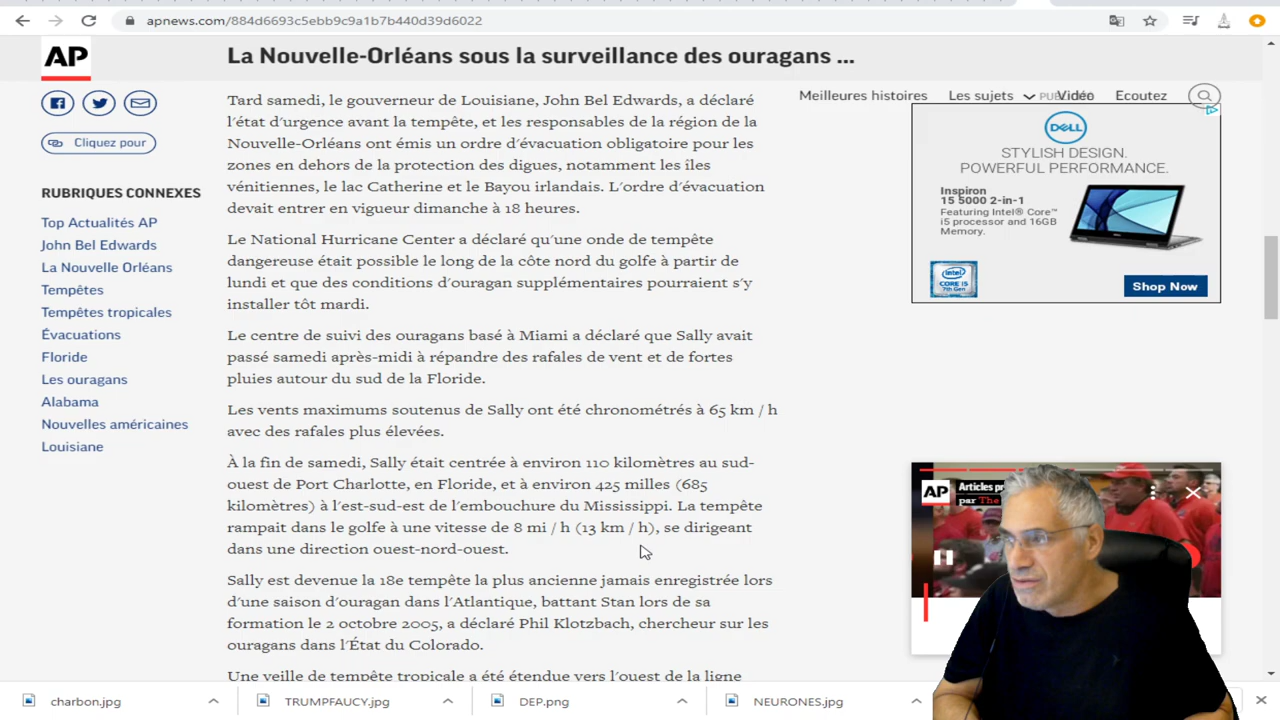 apnews.com/884d6693c5ebb9c9a1b7b440d39d6022
AP
La Nouvelle-Orléans sous la surveillance des ouragans ...
Meilleures histoires
Les sujets
Vidéo
Ecoutez
Cliquez pour
RUBRIQUES CONNEXES
Top Actualités AP
John Bel Edwards
La Nouvelle Orléans
Tempêtes
Tempêtes tropicales
Évacuations
Floride
Les ouragans
Alabama
Nouvelles américaines
Louisiane
Tard samedi, le gouverneur de Louisiane, John Bel Edwards, a déclaré
l'état d'urgence avant la tempête, et les responsables de la région de la
Nouvelle-Orléans ont émis un ordre d'évacuation obligatoire pour les
zones en dehors de la protection des digues, notamment les îles
vénitiennes, le lac Catherine et le Bayou irlandais. L'ordre d'évacuation
devait entrer en vigueur dimanche à 18 heures.
Le National Hurricane Center a déclaré qu'une onde de tempête
dangereuse était possible le long de la côte nord du golfe à partir de
lundi et que des conditions d'ouragan supplémentaires pourraient s'y
installer tôt mardi.
Le centre de suivi des ouragans basé à Miami a déclaré que Sally avait
passé samedi après-midi à répandre des rafales de vent et de fortes
pluies autour du sud de la Floride.
Les vents maximums soutenus de Sally ont été chronométrés à 65 km / h
avec des rafales plus élevées.
À la fin de samedi, Sally était centrée à environ 110 kilomètres au sud-
ouest de Port Charlotte, en Floride, et à environ 425 milles (685
kilomètres) à l'est-sud-est de l'embouchure du Mississippi. La tempête
rampait dans le golfe à une vitesse de 8 mi / h (13 km / h), se dirigeant
dans une direction ouest-nord-ouest.
Sally est devenue la 18e tempête la plus ancienne jamais enregistrée lors
d'une saison d'ouragan dans l'Atlantique, battant Stan lors de sa
formation le 2 octobre 2005, a déclaré Phil Klotzbach, chercheur sur les
ouragans dans l'État du Colorado.
Une veille de tempête tropicale a été étendue vers l'ouest de la ligne
DELL
STYLISH DESIGN.
POWERFUL PERFORMANCE.
Inspiron
15 5000 2-in-1
Featuring Intel® Core™
i5 processor and 16GB
Memory.
intel
CORE i5
7th Gen
Shop Now
AP
Articles
par The
charbon.jpg
TRUMPFAUCY.jpg
DEP.png
NEURONES.jpg